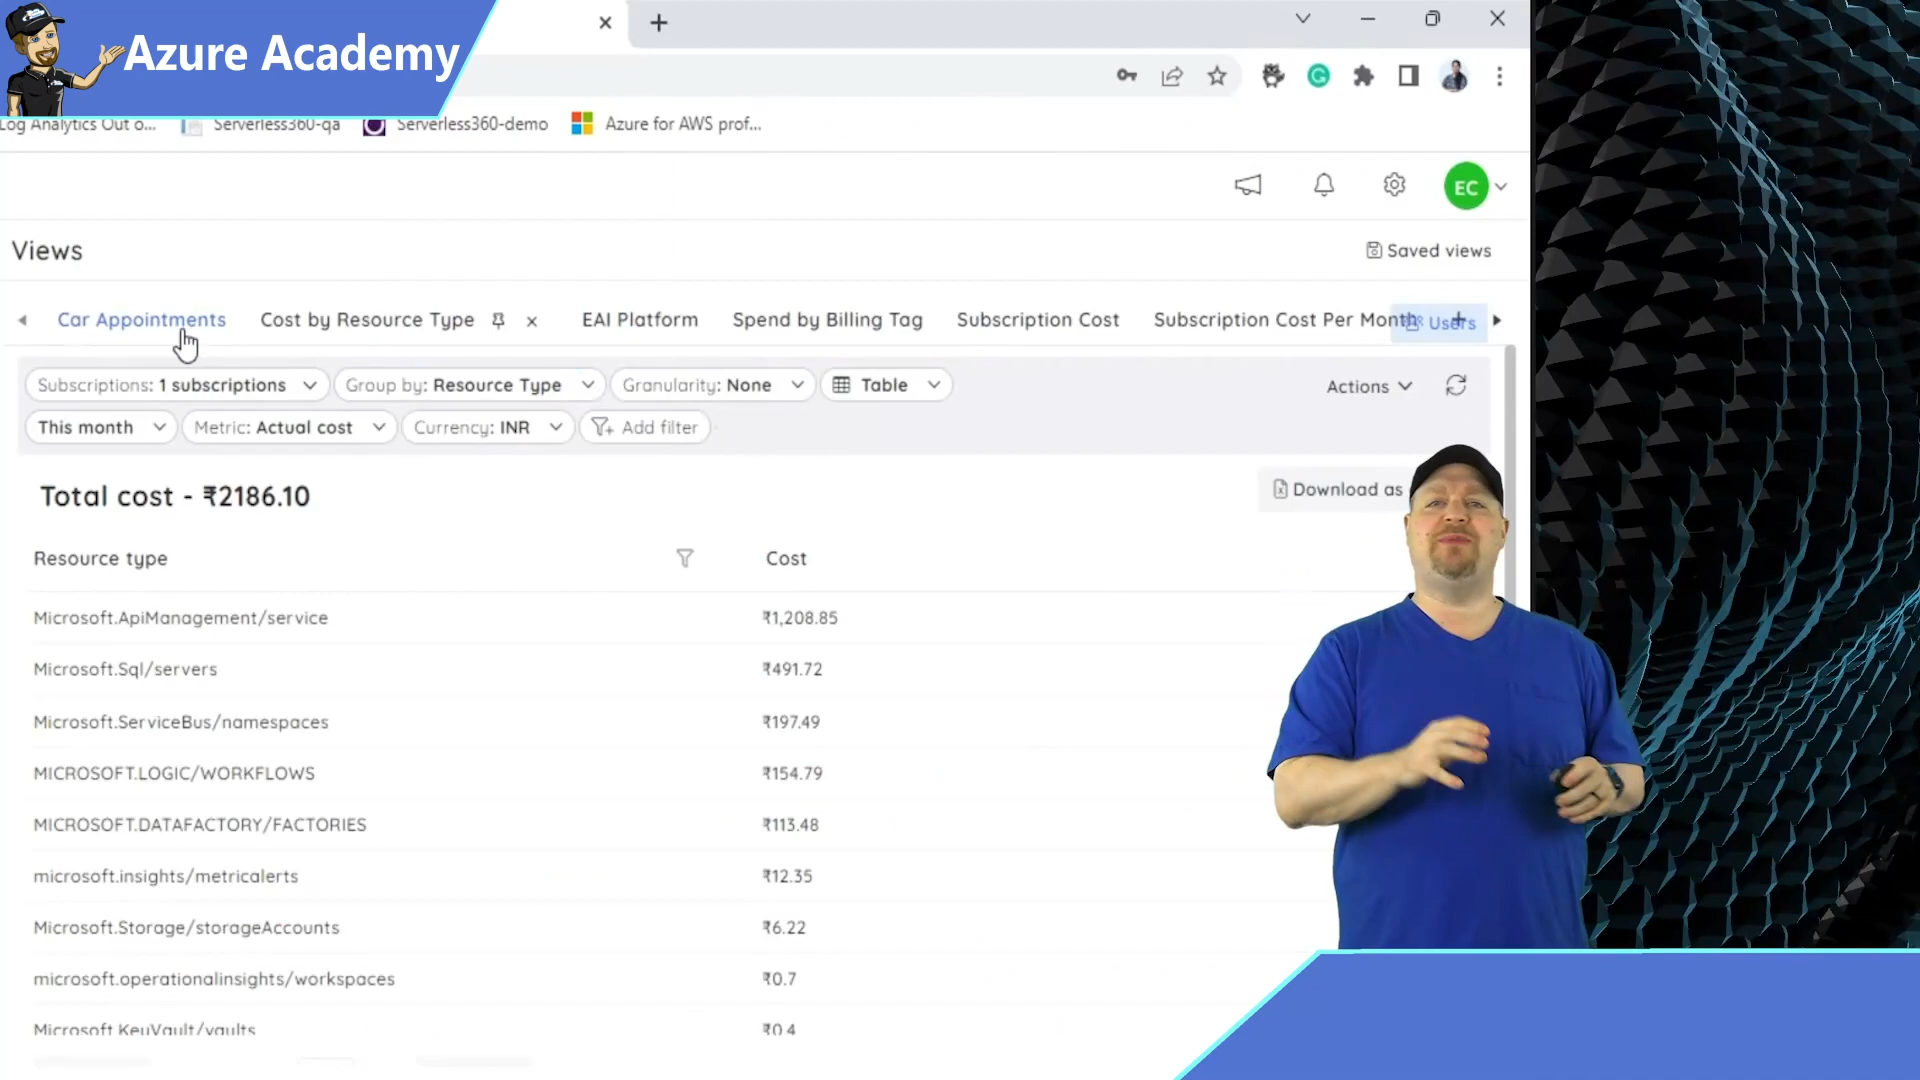 Azure Academy
Log Analytics Out o...
Serverless360-qa
Serverless360-demo
Azure for AWS prof...
EC
Views
Saved views
Car Appointments
Cost by Resource Type
EAI Platform
Spend by Billing Tag
Subscription Cost
Subscription Cost Per Month
Users
Subscriptions: 1 subscriptions
Group by: Resource Type
Granularity: None
Table
Actions
This month
Metric: Actual cost
Currency: INR
Add filter
Total cost - ₹2186.10
Download as
Resource type
Cost
Microsoft.ApiManagement/service
₹1,208.85
Microsoft.Sql/servers
₹491.72
Microsoft.ServiceBus/namespaces
₹197.49
MICROSOFT.LOGIC/WORKFLOWS
₹154.79
MICROSOFT.DATAFACTORY/FACTORIES
₹113.48
microsoft.insights/metricalerts
₹12.35
Microsoft.Storage/storageAccounts
₹6.22
microsoft.operationalinsights/workspaces
₹0.7
Microsoft.KeyVault/vaults
₹0.4